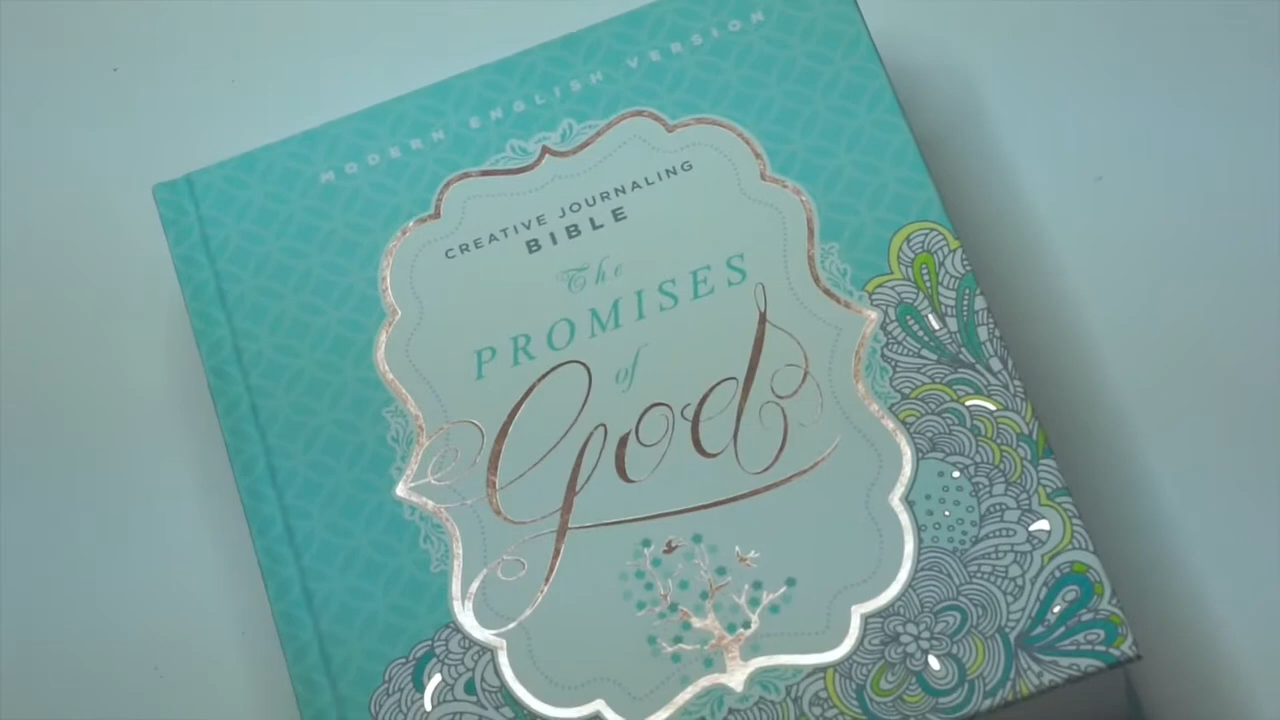 MODERN ENGLISH VERSION
CREATIVE JOURNALING
BIBLE
The
PROMISES
of
God